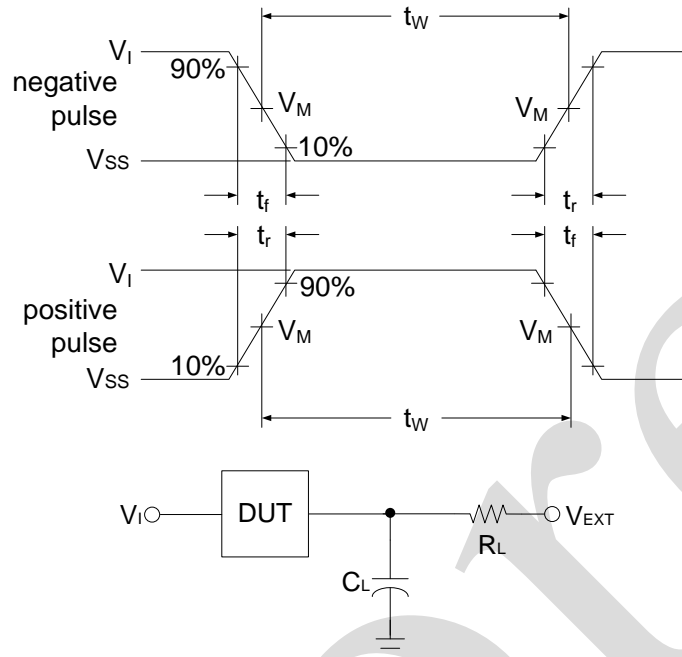 tW
VI
90%
negative
pulse
VM
VM
10%
VSS
tf
tr
tr
tf
VI
90%
positive
pulse
VM
VM
10%
VSS
tW
VI
DUT
VEXT
RL
CL